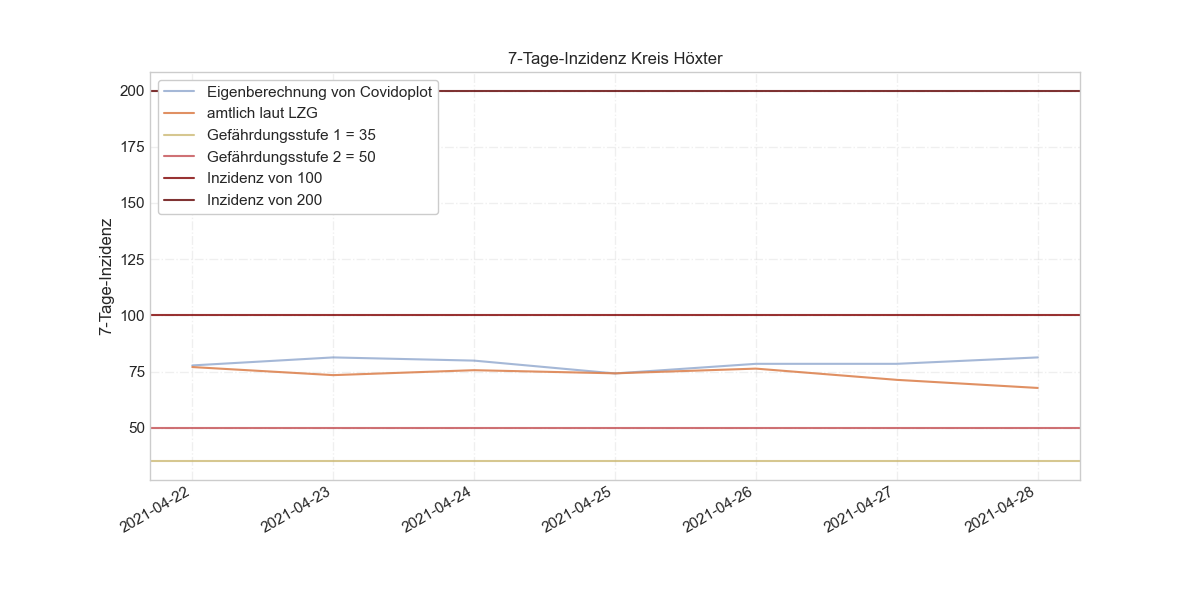 7-Tage-Inzidenz Kreis Höxter
Eigenberechnung von Covidoplot
amtlich laut LZG
Gefährdungsstufe 1 = 35
Gefährdungsstufe 2 = 50
Inzidenz von 100
Inzidenz von 200
7-Tage-Inzidenz
200
175
150
125
100
75
50
2021-04-22
2021-04-23
2021-04-24
2021-04-25
2021-04-26
2021-04-27
2021-04-28